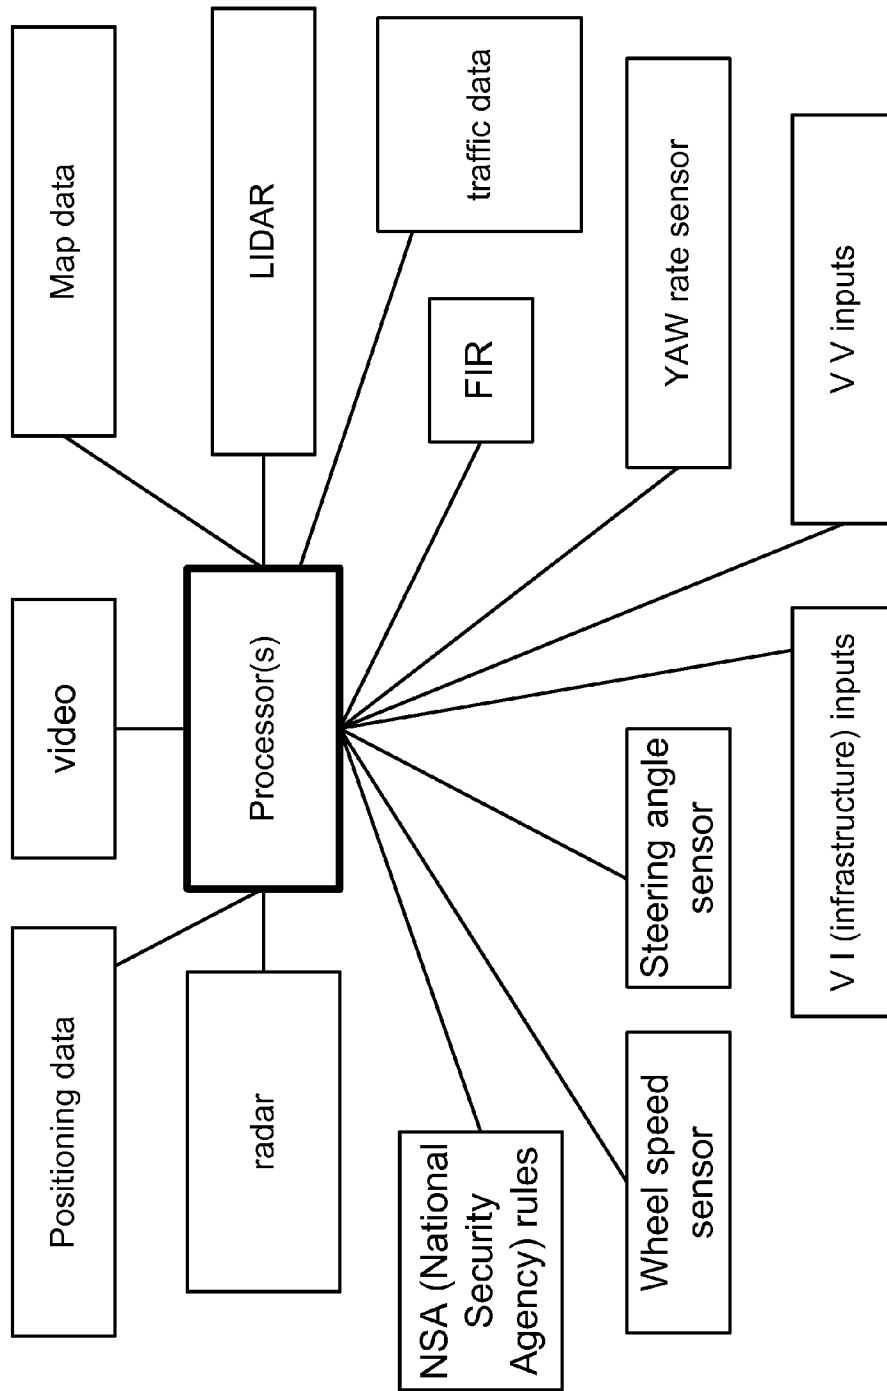 Positioning data
video
Map data
radar
Processor(s)
LIDAR
NSA (National
Security
Agency) rules
FIR
traffic data
Wheel speed
sensor
Steering angle
sensor
YAW rate sensor
V I (infrastructure) inputs
V V inputs